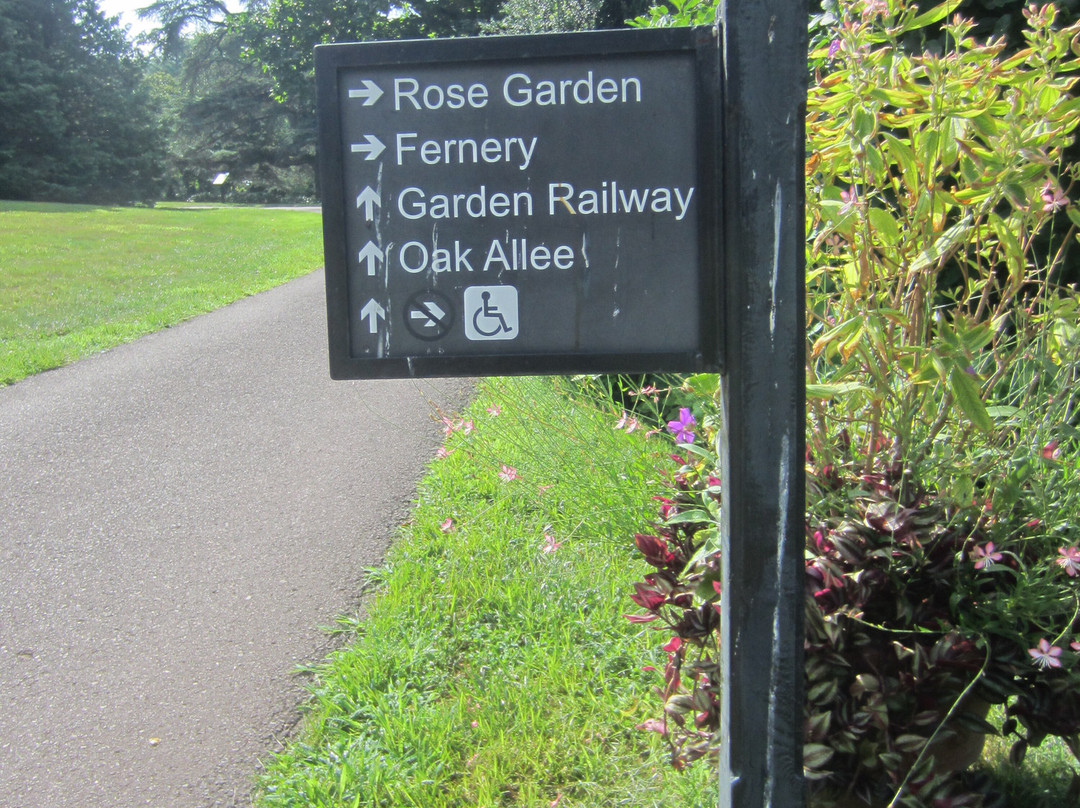 → Rose Garden
→ Fernery
↑ Garden Railway
↑ Oak Allee